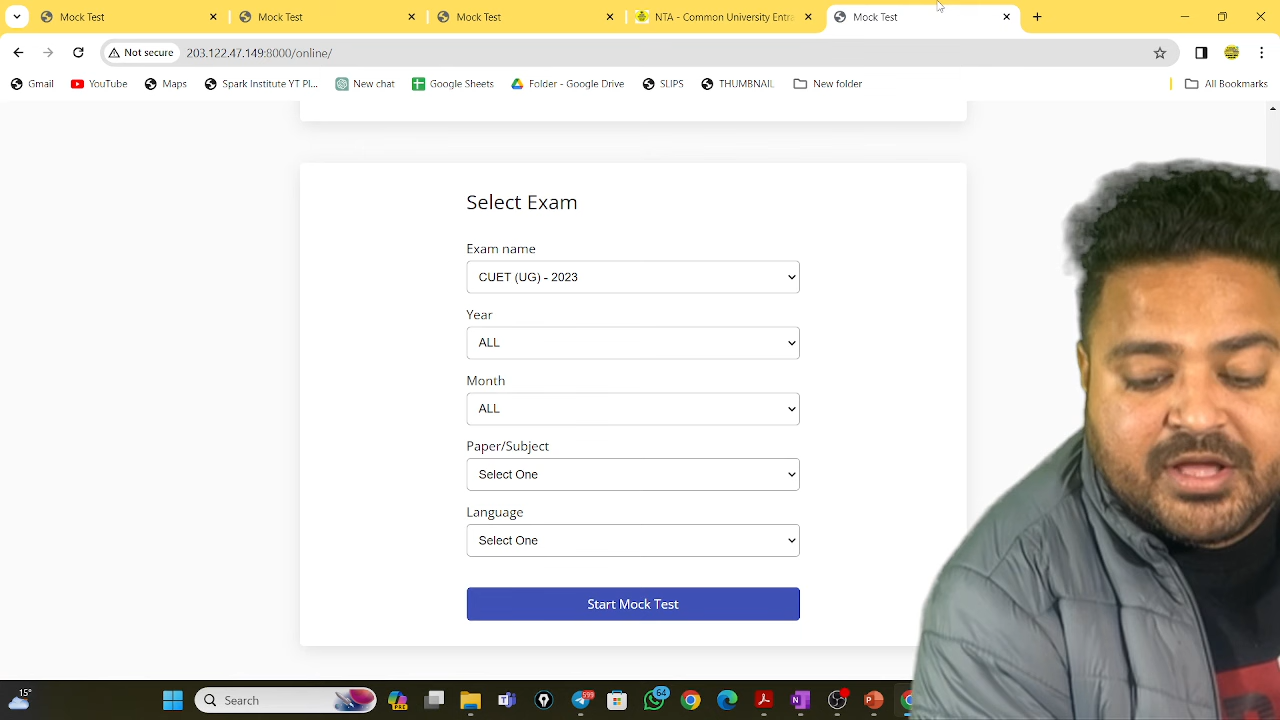 Mock Test
Mock Test
Mock Test
NTA - Common University Entra
Mock Test
Not secure
203.122.47.149:8000/online/
Gmail
YouTube
Maps
Spark Institute YT Pl...
New chat
Google Sheets
Folder - Google Drive
SLIPS
THUMBNAIL
New folder
All Bookmarks
Select Exam
Exam name
CUET (UG) - 2023
Year
ALL
Month
ALL
Paper/Subject
Select One
Language
Select One
Start Mock Test
15°
Search
599
64